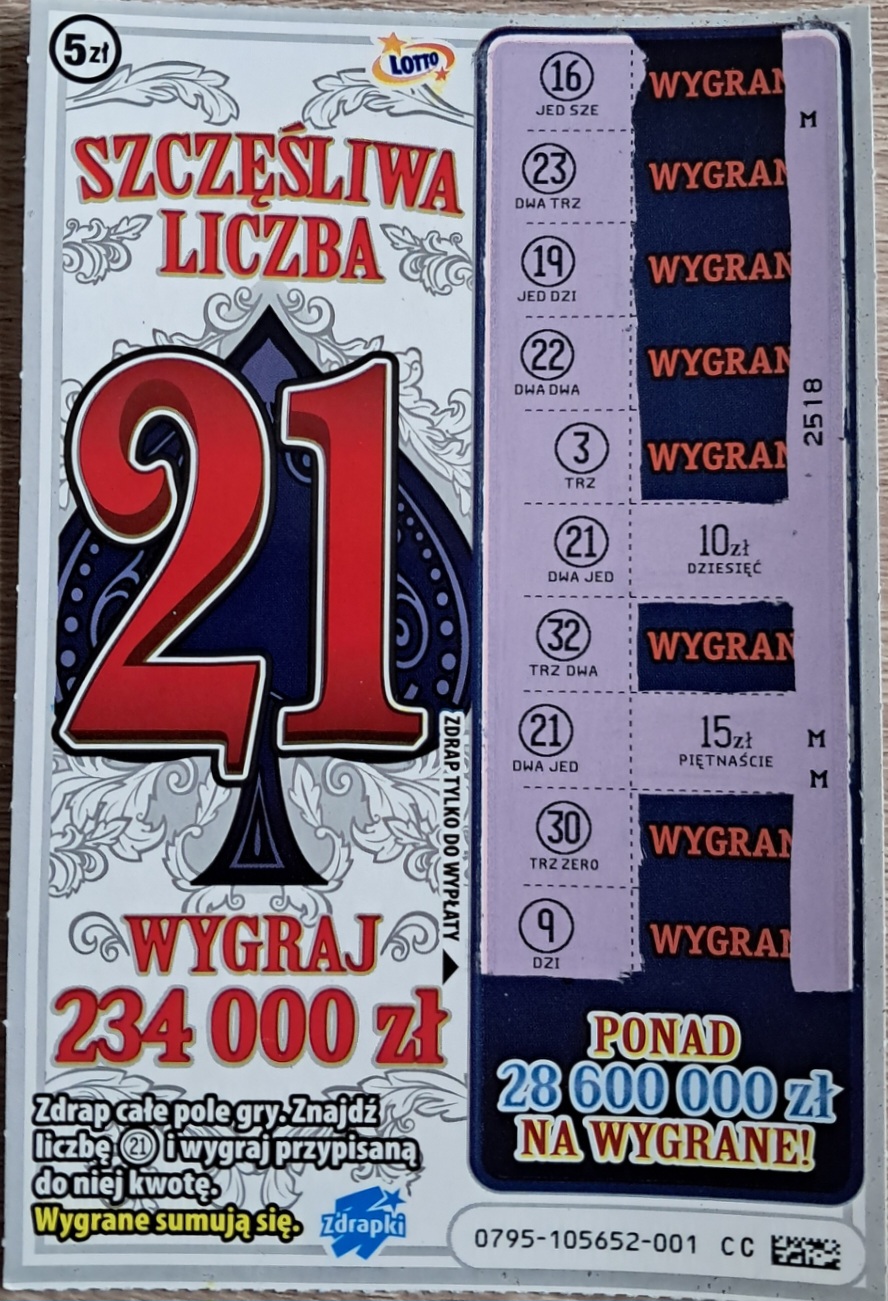 5 zł
LOTTO
SZCZĘŚLIWA
LICZBA
21
WYGRAJ
234 000 zł
Zdrap całe pole gry. Znajdź
liczbę 21 i wygraj przypisaną
do niej kwotę.
Wygrane sumują się.
Zdrapki
ZDRAP TYLKO DO WYPŁATY
16 WYGRAN
JED SZE
M
23 WYGRAN
DWA TRZ
19 WYGRAN
JED DZI
22 WYGRAN
DWA DWA
2518
3 WYGRAN
TRZ
21 10zł
DWA JED DZIESIĘĆ
32 WYGRAN
TRZ DWA
21 15zł M
DWA JED PIĘTNAŚCIE M
30 WYGRAN
TRZ ZERO
9 WYGRAN
DZI
PONAD
28 600 000 zł
NA WYGRANE!
0795-105652-001 CC